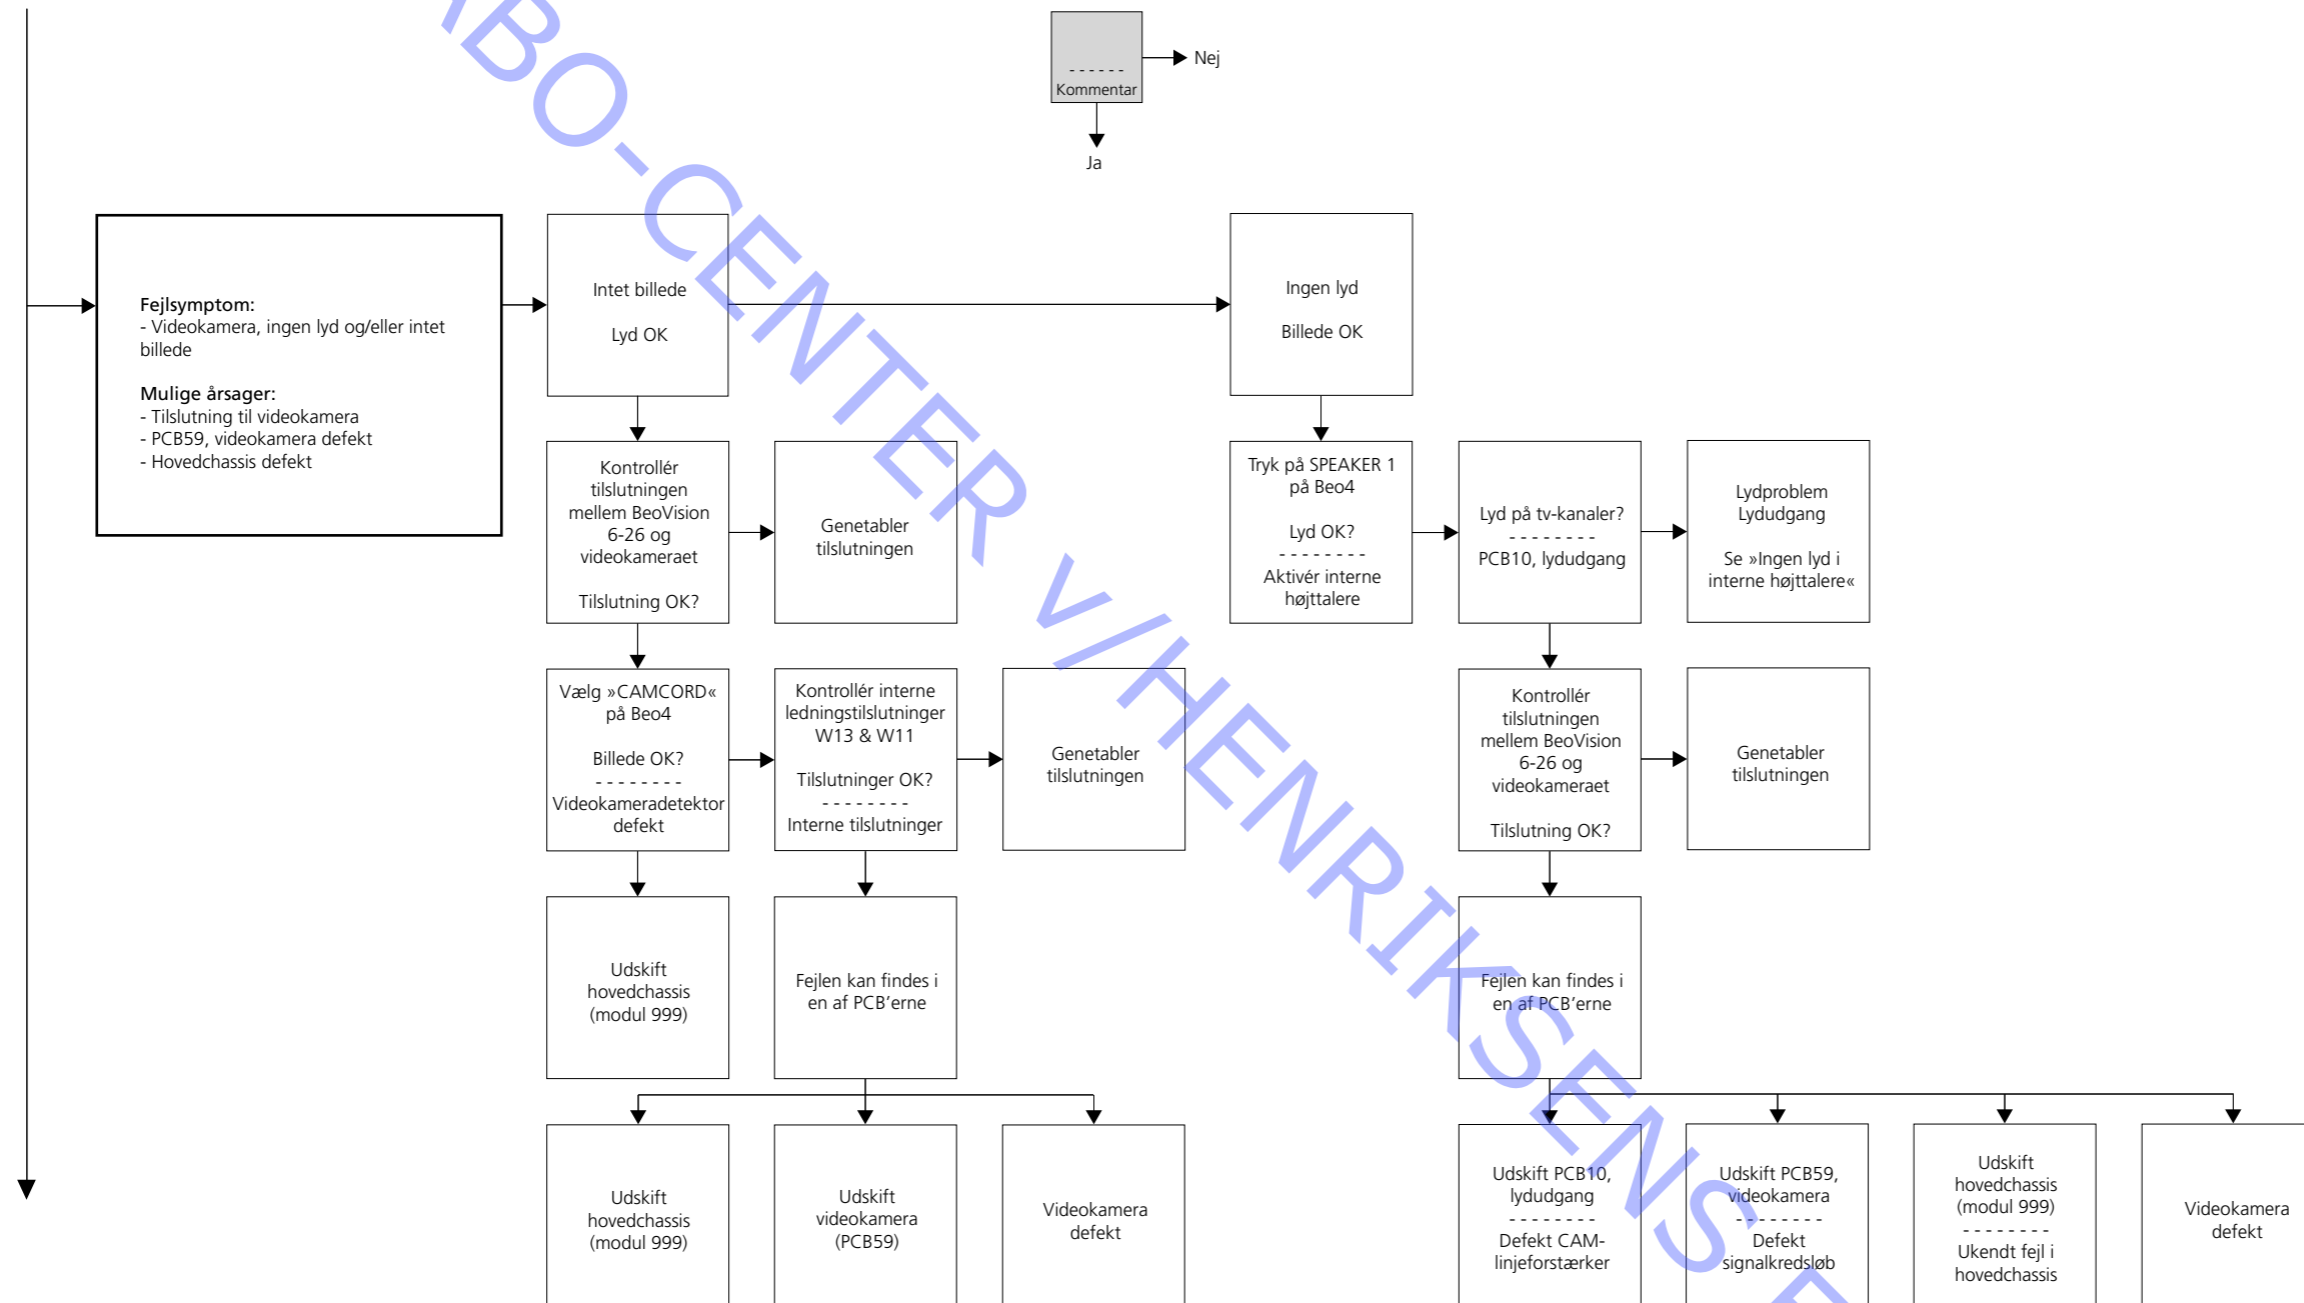 Nej
- - - - - -
Kommentar
Ja
Fejlsymptom:
- Videokamera, ingen lyd og/eller intet
billede
Mulige årsager:
- Tilslutning til videokamera
- PCB59, videokamera defekt
- Hovedchassis defekt
Intet billede
Lyd OK
Ingen lyd
Billede OK
Kontrollér
tilslutningen
mellem BeoVision
6-26 og
videokameraet
Tilslutning OK?
Genetabler
tilslutningen
Tryk på SPEAKER 1
på Beo4
Lyd OK?
- - - - - - - -
Aktivér interne
højttalere
Lyd på tv-kanaler?
- - - - - - - -
PCB10, lydudgang
Lydproblem
Lydudgang
Se »Ingen lyd i
interne højttalere«
Vælg »CAMCORD«
på Beo4
Billede OK?
- - - - - - - -
Videokameradetektor
defekt
Kontrollér interne
ledningstilslutninger
W13 & W11
Tilslutninger OK?
- - - - - - - -
Interne tilslutninger
Genetabler
tilslutningen
Kontrollér
tilslutningen
mellem BeoVision
6-26 og
videokameraet
Tilslutning OK?
Genetabler
tilslutningen
Udskift
hovedchassis
(modul 999)
Fejlen kan findes i
en af PCB’erne
Fejlen kan findes i
en af PCB’erne
Udskift
hovedchassis
(modul 999)
Udskift
videokamera
(PCB59)
Videokamera
defekt
Udskift PCB10,
lydudgang
- - - - - - - -
Defekt CAM-
linjeforstærker
Udskift PCB59,
videokamera
- - - - - - - -
Defekt
signalkredsløb
Udskift
hovedchassis
(modul 999)
- - - - - - - -
Ukendt fejl i
hovedchassis
Videokamera
defekt
BO-CENTER v/HENRIKSENS